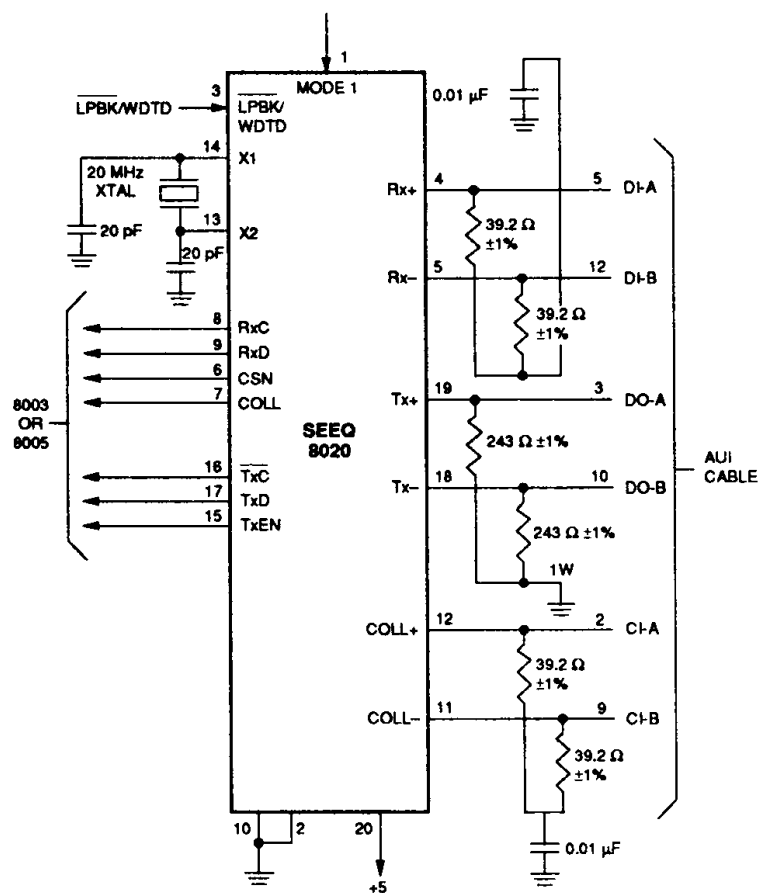 1
MODE 1
3
LPBK/WDTD
LPBK/
WDTD
0.01 µF
14
X1
20 MHz
XTAL
20 pF
13
X2
20 pF
Rx+
4
5
DI-A
39.2 Ω
±1%
Rx−
5
12
DI-B
39.2 Ω
±1%
8
RxC
9
RxD
6
CSN
7
COLL
8003
OR
8005
SEEQ
8020
Tx+
19
3
DO-A
243 Ω ±1%
16
TxC
17
TxD
15
TxEN
Tx−
18
10
DO-B
243 Ω ±1%
1W
AUI
CABLE
COLL+
12
2
CI-A
39.2 Ω
±1%
COLL−
11
9
CI-B
39.2 Ω
±1%
10
2
20
+5
0.01 µF